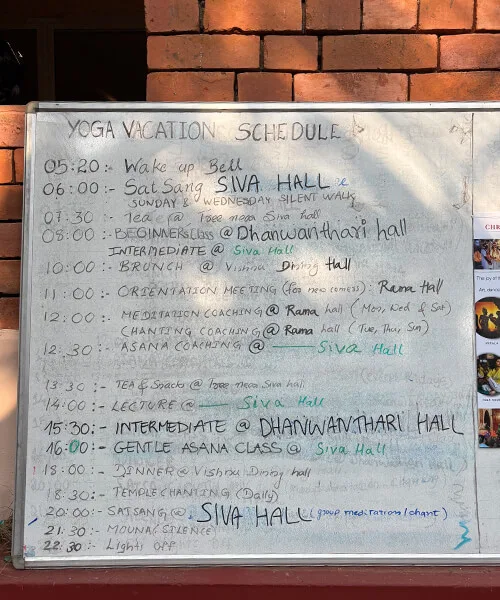 YOGA VACATION SCHEDULE
05:20:- Wake up Bell
06:00:- Sat Sang SIVA HALL
SUNDAY & WEDNESDAY SILENT WALK
07:30 :- Tea @ Tree near Siva hall
08:00:- BEGINNERS class @ Dhanwanthari hall
INTERMEDIATE @ Siva Hall
10:00:- BRUNCH @ Vishnu Dining Hall
11:00:- ORIENTATION MEETING (for new comers): Rama Hall
12:00:- MEDITATION COACHING @ Rama hall (Mon, Wed & Sat)
CHANTING COACHING @ Rama hall (Tue, Thu, Sun)
12:30:- ASANA COACHING @ Siva Hall
13:30 :- TEA & Snacks @ tree near Siva hall
14:00:- LECTURE @ Siva Hall
15:30:- INTERMEDIATE @ DHANWANTHARI HALL
16:00:- GENTLE ASANA CLASS @ Siva Hall
18:00:- DINNER @ Vishnu Dining hall
18:30:- TEMPLE CHANTING (Daily)
20:00:- SATSANG @ SIVA HALL (group meditation/chant)
21:30:- MOUNA/SILENCE
22:30:- Lights off
CHR